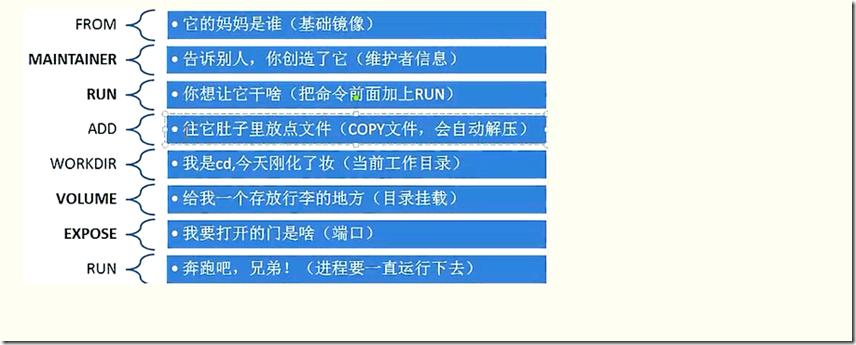 FROM • 它的妈妈是谁（基础镜像）
MAINTAINER • 告诉别人，你创造了它（维护者信息）
RUN • 你想让它干啥（把命令前面加上RUN）
ADD • 往它肚子里放点文件（COPY文件，会自动解压）
WORKDIR • 我是cd,今天刚化了妆（当前工作目录）
VOLUME • 给我一个存放行李的地方（目录挂载）
EXPOSE • 我要打开的门是啥（端口）
RUN • 奔跑吧，兄弟！（进程要一直运行下去）